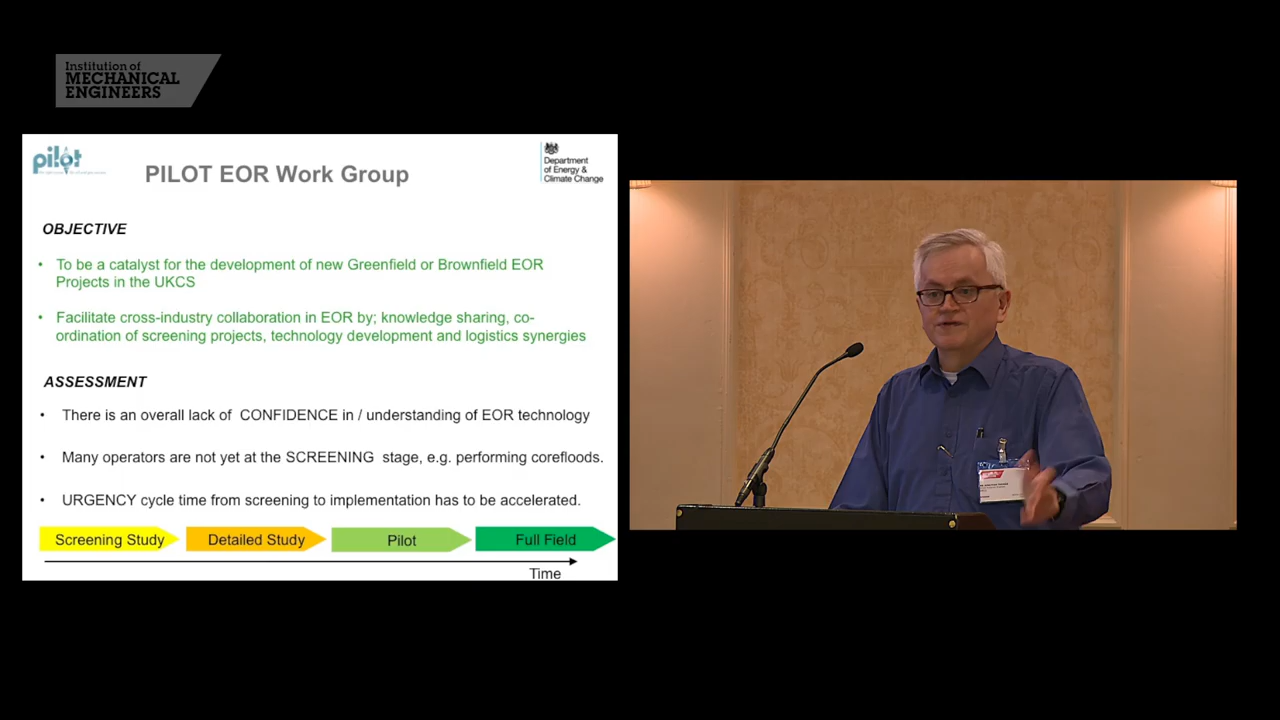 Institution of
MECHANICAL
ENGINEERS
pilot
PILOT EOR Work Group
Department
of Energy &
Climate Change
OBJECTIVE
• To be a catalyst for the development of new Greenfield or Brownfield EOR
Projects in the UKCS
• Facilitate cross-industry collaboration in EOR by; knowledge sharing, co-
ordination of screening projects, technology development and logistics synergies
ASSESSMENT
• There is an overall lack of CONFIDENCE in / understanding of EOR technology
• Many operators are not yet at the SCREENING stage, e.g. performing corefloods.
• URGENCY cycle time from screening to implementation has to be accelerated.
Screening Study
Detailed Study
Pilot
Full Field
Time